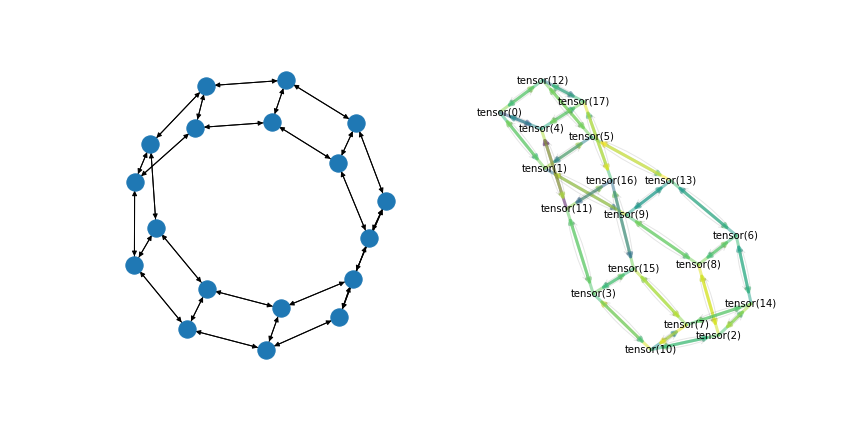 tensor(12)
tensor(17)
tensor(0)
tensor(4)
tensor(5)
tensor(1)
tensor(16)
tensor(13)
tensor(11)
tensor(9)
tensor(6)
tensor(8)
tensor(15)
tensor(3)
tensor(14)
tensor(7)
tensor(2)
tensor(10)